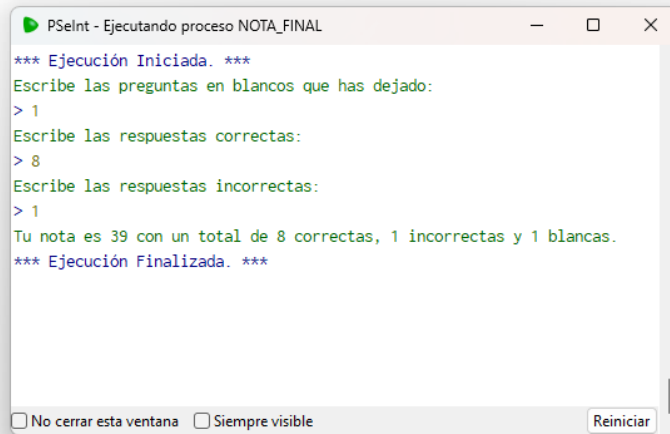 PSeInt - Ejecutando proceso NOTA_FINAL
*** Ejecución Iniciada. ***
Escribe las preguntas en blancos que has dejado:
> 1
Escribe las respuestas correctas:
> 8
Escribe las respuestas incorrectas:
> 1
Tu nota es 39 con un total de 8 correctas, 1 incorrectas y 1 blancas.
*** Ejecución Finalizada. ***
No cerrar esta ventana Siempre visible Reiniciar